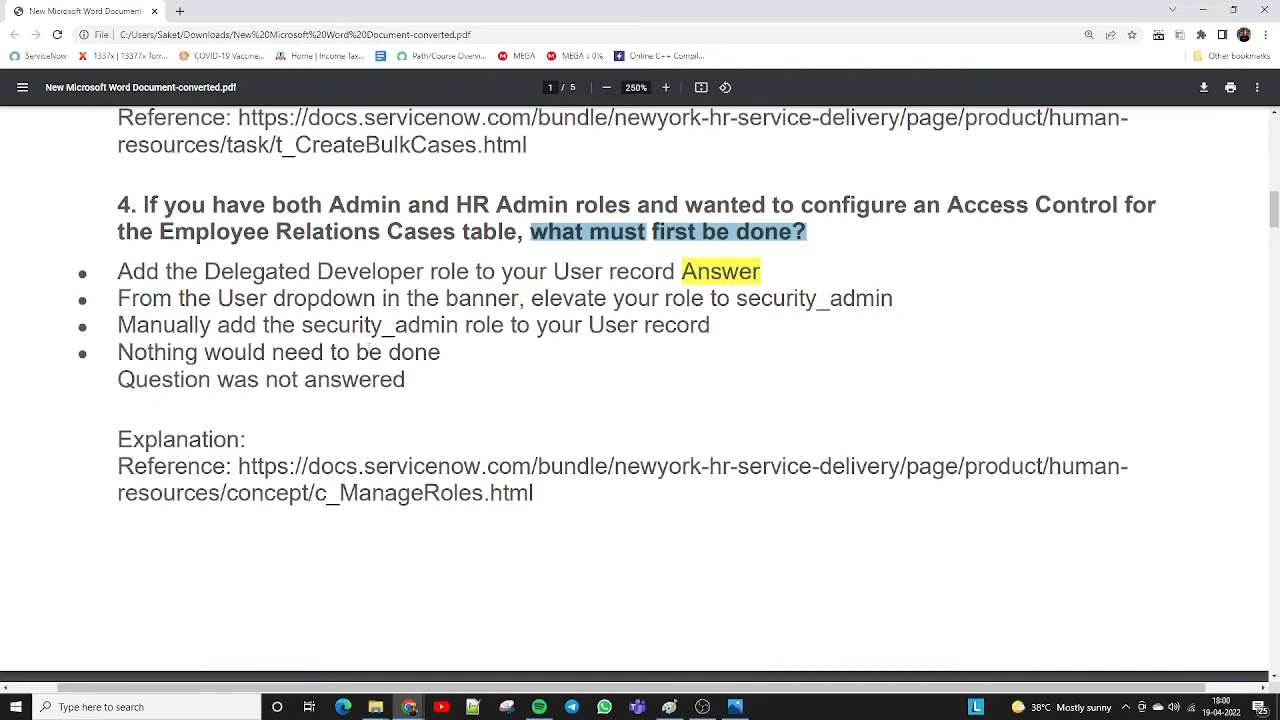 New Microsoft Word Document-
File
C:/Users/Saket/Downloads/New%20Microsoft%20Word%20Document-converted.pdf
ServiceNow
1337x | 13377x Torr...
COVID-19 Vaccine...
Home | Income Tax...
Path/Course Overvi...
MEGA
MEGA ↓ 0%
Online C++ Compil...
Other bookmarks
New Microsoft Word Document-converted.pdf
1 / 5
250%
Reference: https://docs.servicenow.com/bundle/newyork-hr-service-delivery/page/product/human-
resources/task/t_CreateBulkCases.html
4. If you have both Admin and HR Admin roles and wanted to configure an Access Control for
the Employee Relations Cases table, what must first be done?
• Add the Delegated Developer role to your User record Answer
• From the User dropdown in the banner, elevate your role to security_admin
• Manually add the security_admin role to your User record
• Nothing would need to be done
Question was not answered
Explanation:
Reference: https://docs.servicenow.com/bundle/newyork-hr-service-delivery/page/product/human-
resources/concept/c_ManageRoles.html
Type here to search
L
38°C Mostly sunny
18:00
19-04-2022